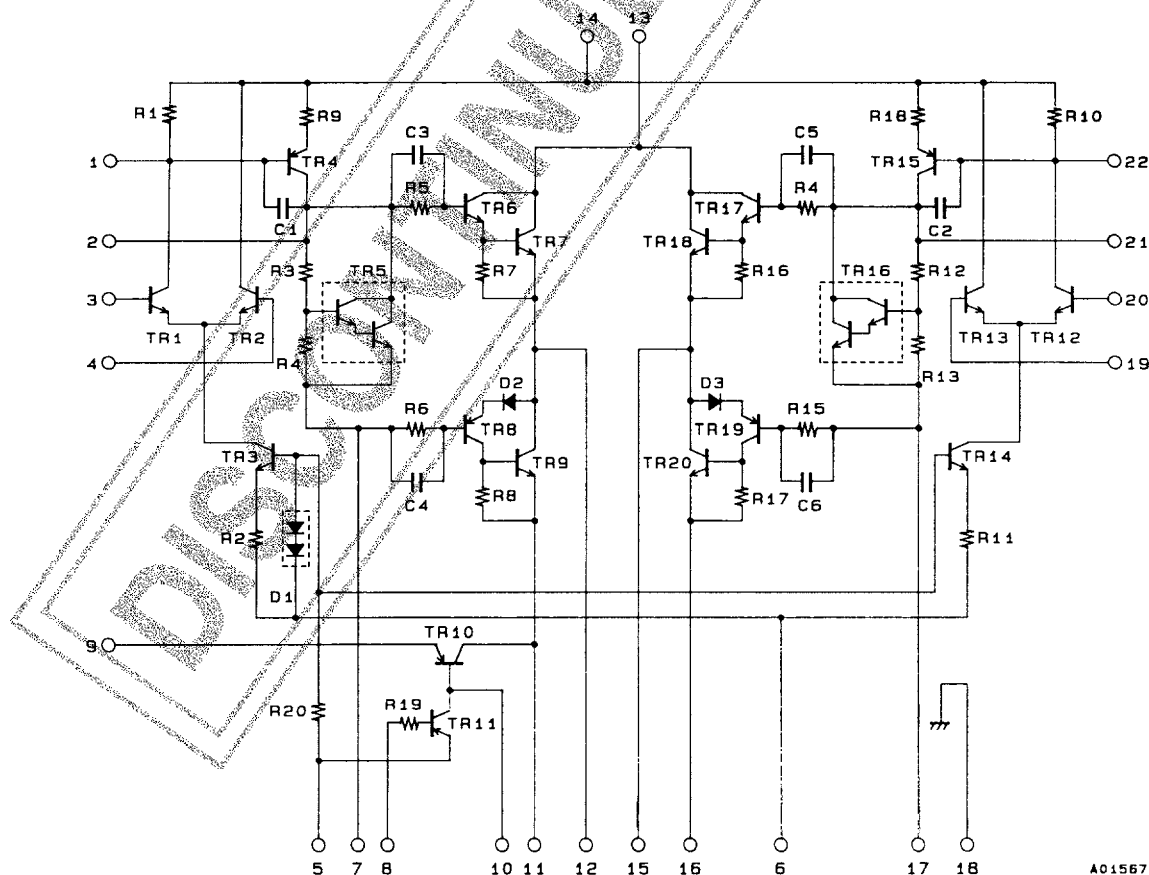 14 13
R1 R9 C3 C5 R18 R10
1 TR4 TR15 22
R5 R4
C1 TR6 TR17 C2
2 TR7 TR18 21
R3 TR5 R7 R16 TR16 R12
3 20
TR1 TR2 TR13 TR12
4 R4 19
D2 D3 R13
R6 R15
TR8 TR19
TR3 TR9 TR20 TR14
C4 R8 R17 C6
R2 R11
D1
9 TR10
R20 R19 TR11
5 7 8 10 11 12 15 16 6 17 18
A01567
DISCONTINU